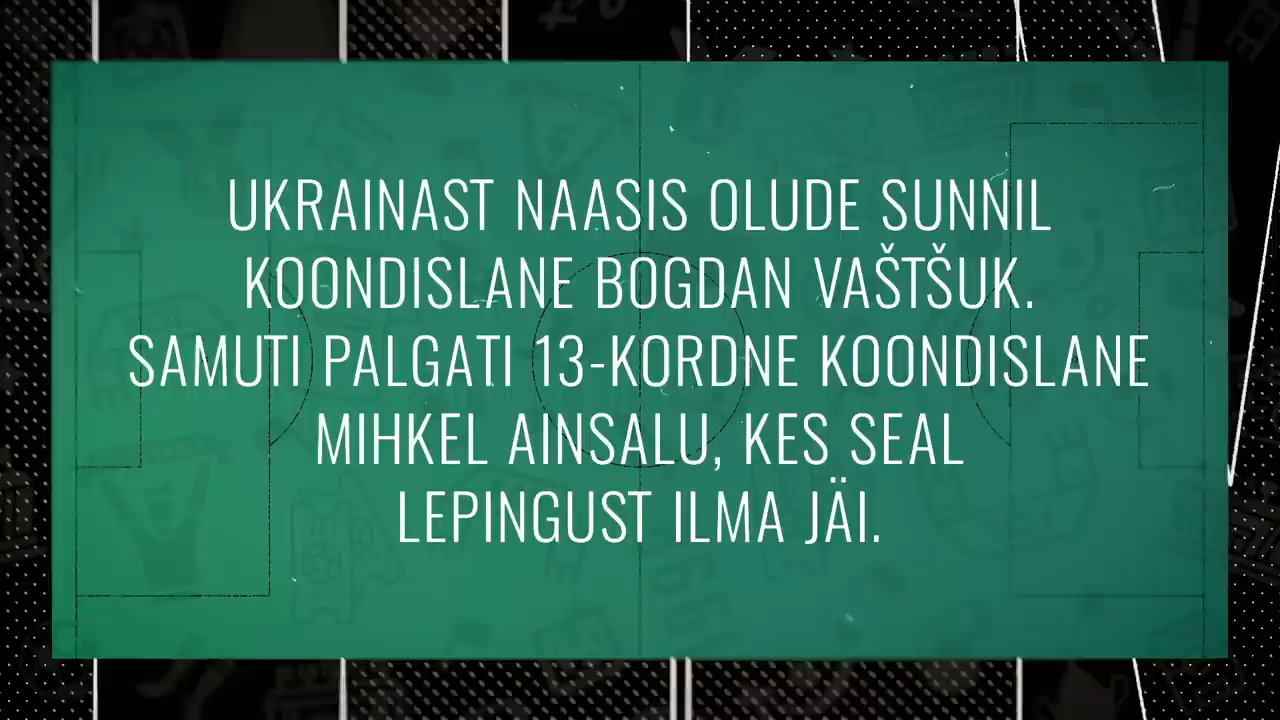 UKRAINAST NAASIS OLUDE SUNNIL
KOONDISLANE BOGDAN VAŠTŠUK.
SAMUTI PALGATI 13-KORDNE KOONDISLANE
MIHKEL AINSALU, KES SEAL
LEPINGUST ILMA JÄI.